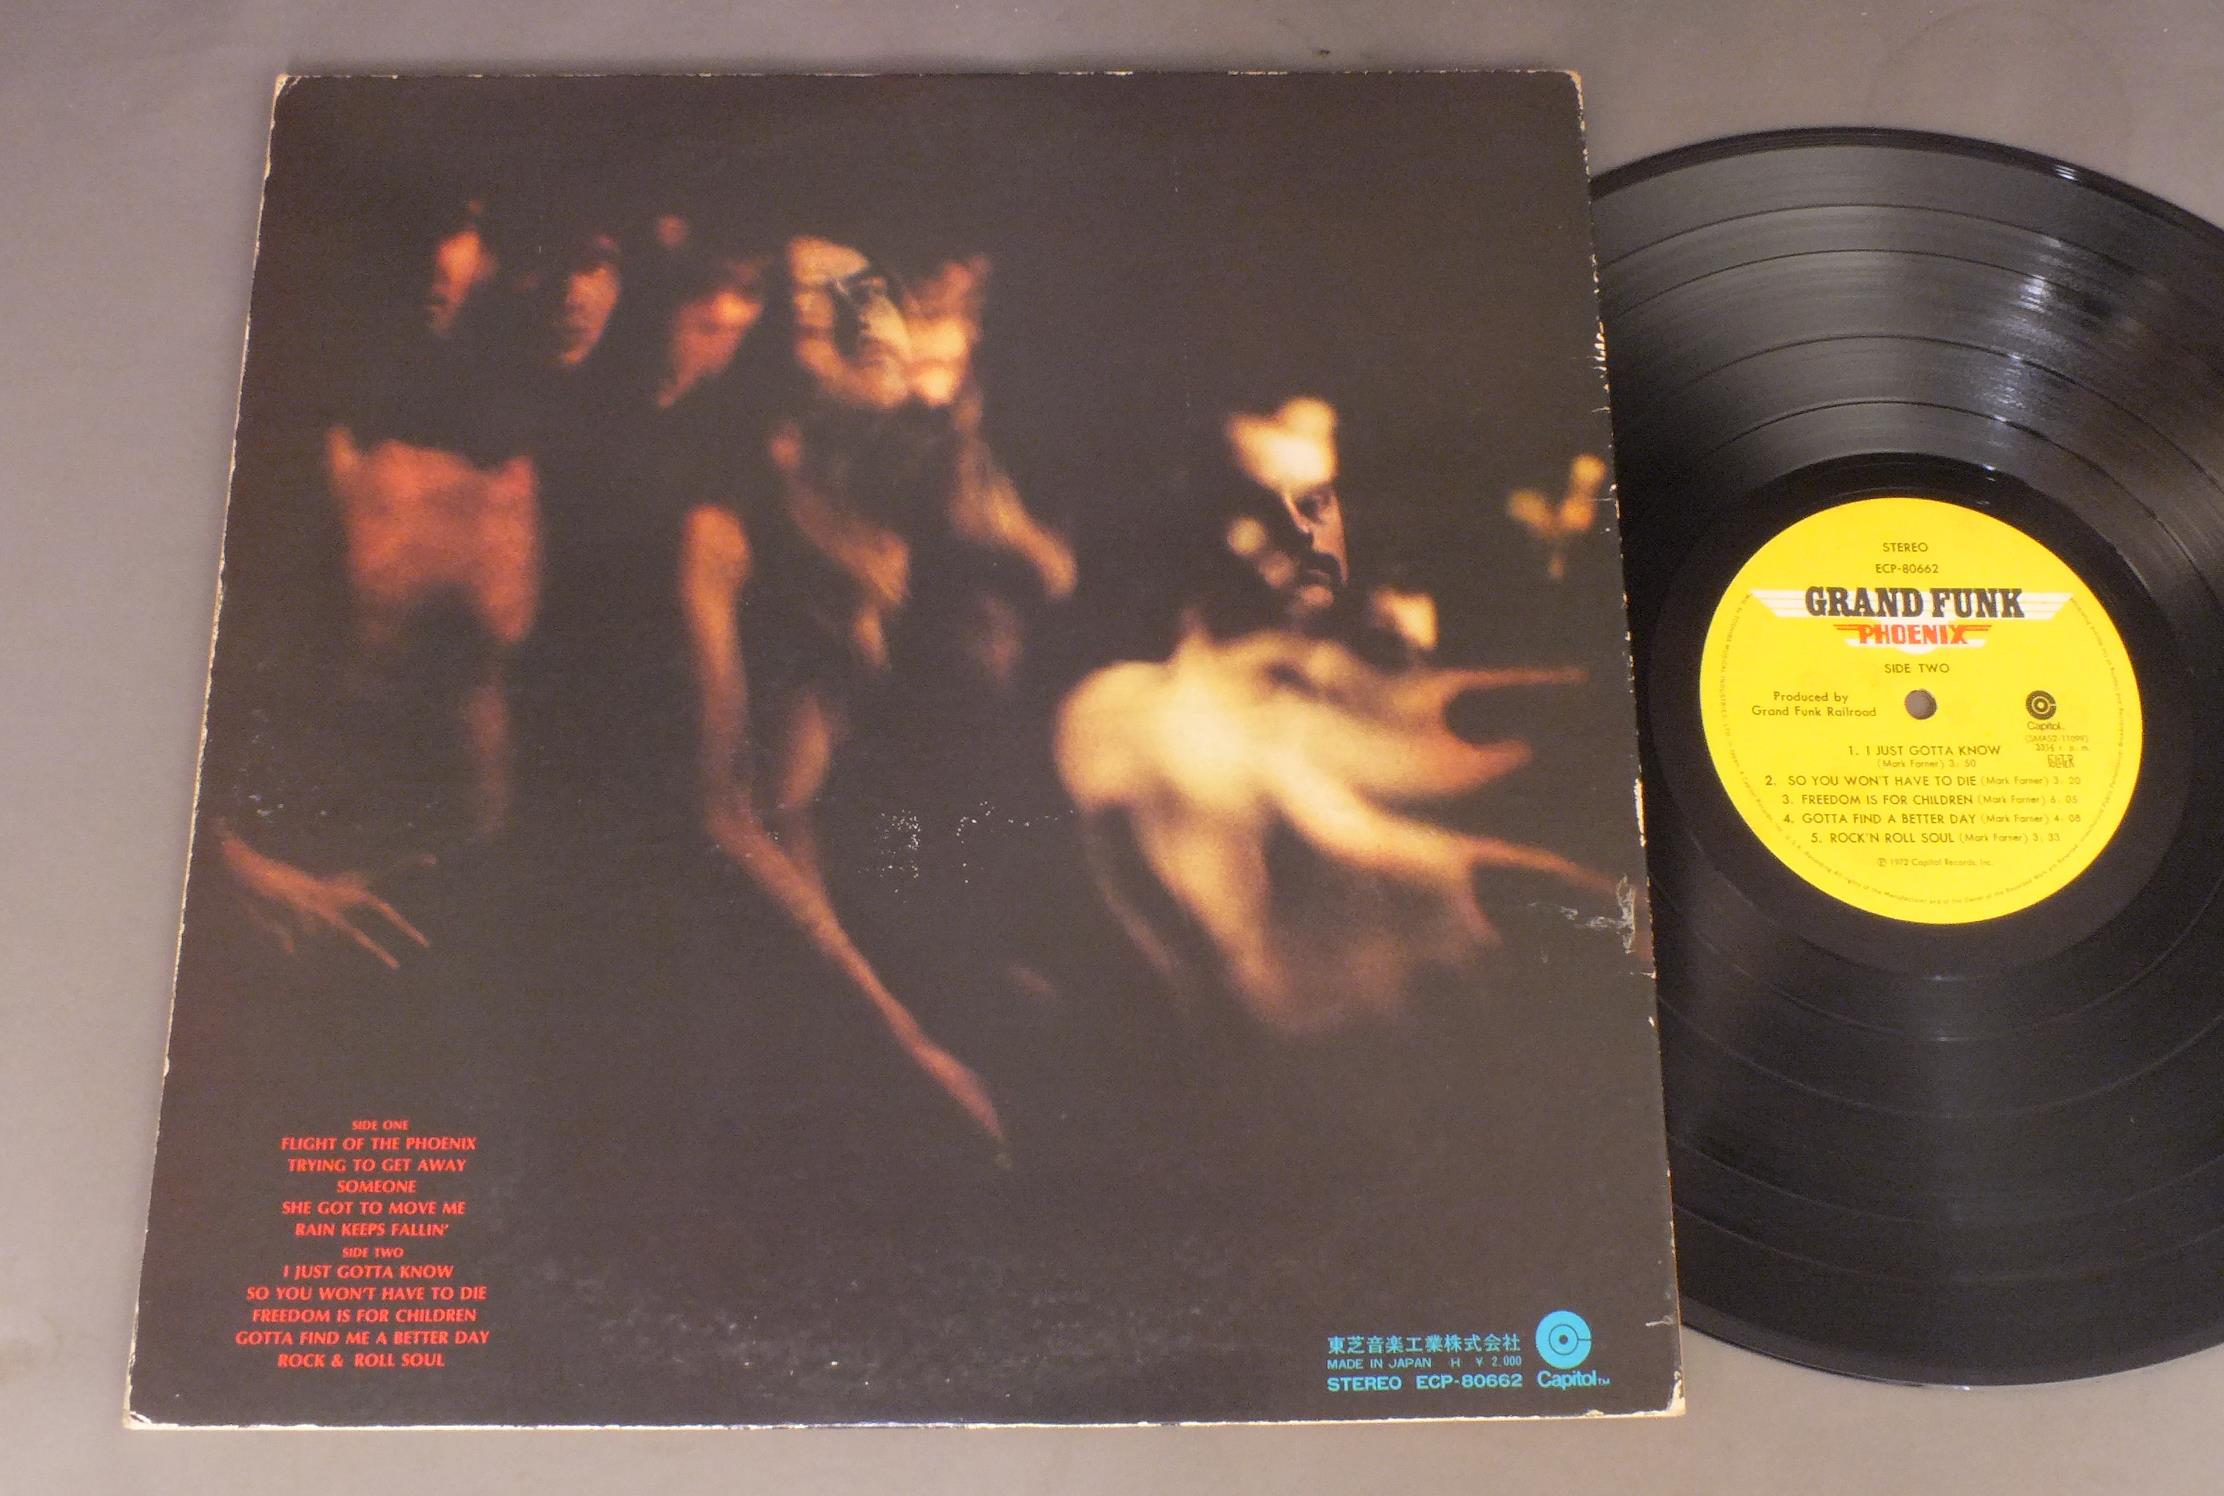 SIDE ONE
FLIGHT OF THE PHOENIX
TRYING TO GET AWAY
SOMEONE
SHE GOT TO MOVE ME
RAIN KEEPS FALLIN'
SIDE TWO
I JUST GOTTA KNOW
SO YOU WON'T HAVE TO DIE
FREEDOM IS FOR CHILDREN
GOTTA FIND ME A BETTER DAY
ROCK & ROLL SOUL
東芝音楽工業株式会社
MADE IN JAPAN H ¥ 2,000
STEREO ECP-80662
Capitol™
STEREO
ECP-80662
GRAND FUNK
PHOENIX
SIDE TWO
Produced by
Grand Funk Railroad
Capitol
(SMAS2-11099)
33⅓ r. p. m.
1. I JUST GOTTA KNOW
(Mark Farner) 3: 50
2. SO YOU WON'T HAVE TO DIE (Mark Farner) 3: 20
3. FREEDOM IS FOR CHILDREN (Mark Farner) 6: 05
4. GOTTA FIND A BETTER DAY (Mark Farner) 4: 08
5. ROCK'N ROLL SOUL (Mark Farner) 3: 33
℗ 1972 Capitol Records, Inc.